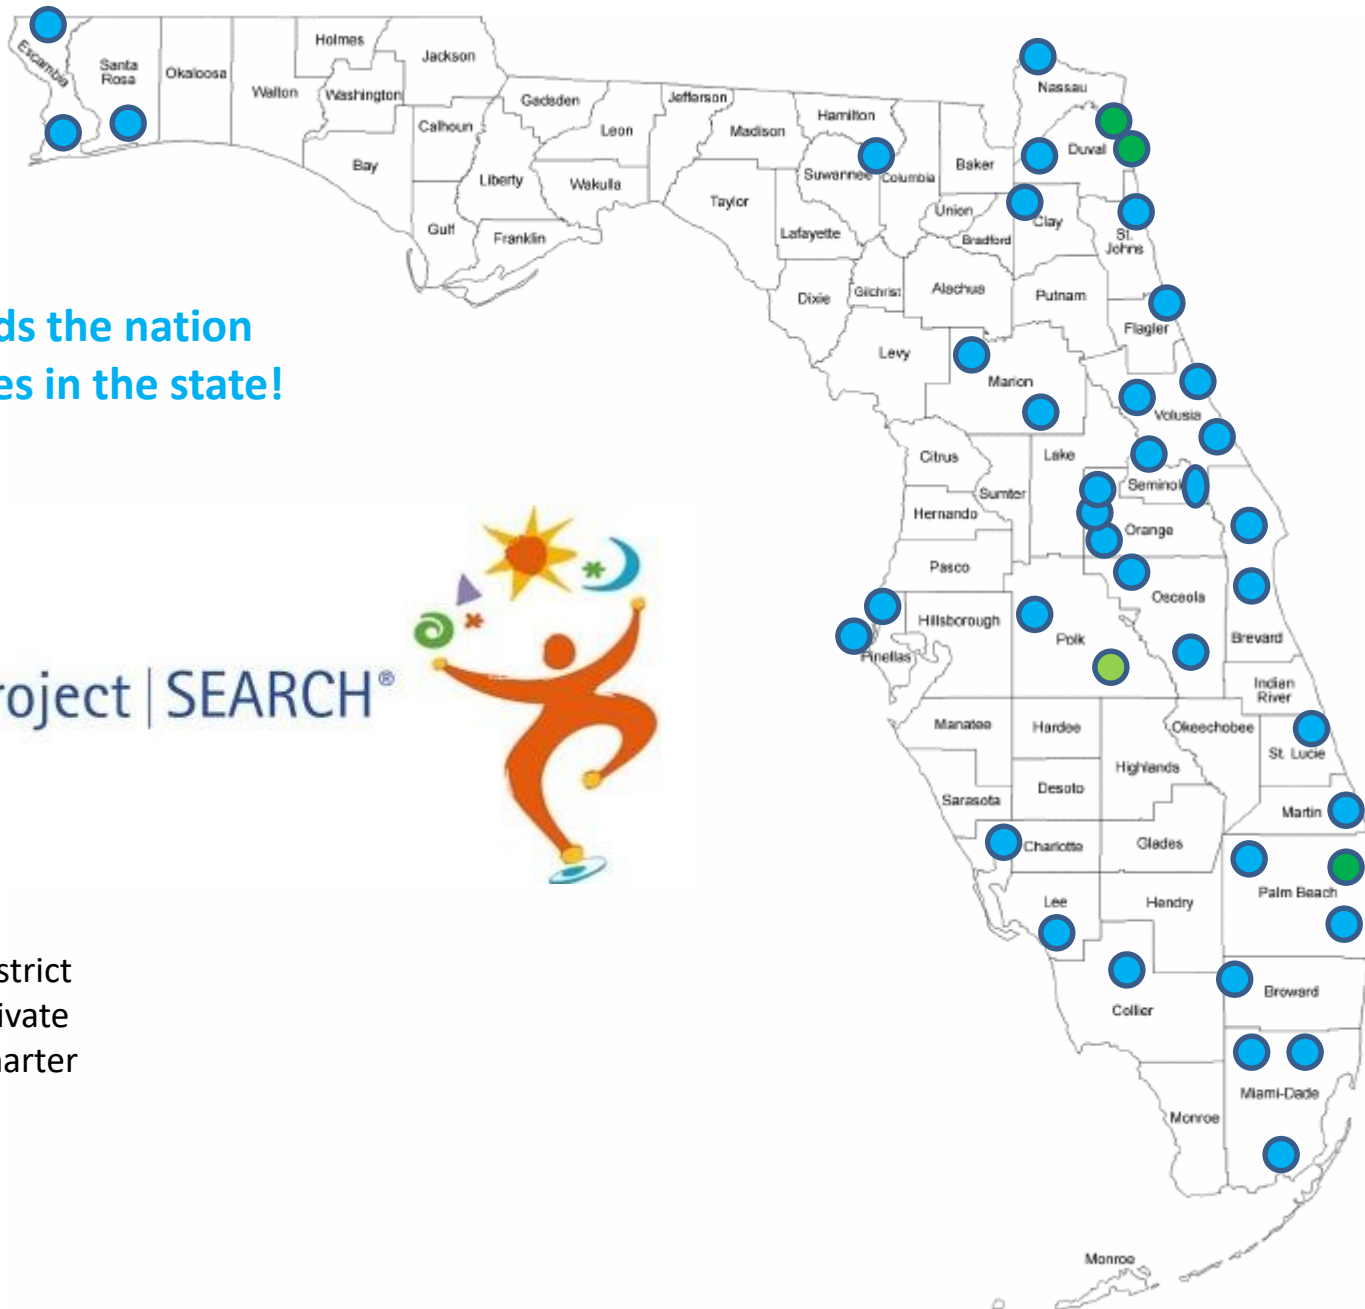 Escambia
Santa
Rosa
Okaloosa
Walton
Holmes
Washington
Jackson
Bay
Calhoun
Gulf
Gadsden
Liberty
Franklin
Leon
Wakulla
Jefferson
Madison
Taylor
Hamilton
Suwannee
Columbia
Lafayette
Dixie
Gilchrist
Baker
Union
Bradford
Alachua
Nassau
Duval
Clay
St.
Johns
Putnam
Flagler
Levy
Marion
Volusia
ds the nation
es in the state!
Citrus
Lake
Sumter
Seminol
Hernando
Orange
Pasco
Osceola
Hillsborough
Polk
Pinellas
Brevard
Indian
River
roject | SEARCH®
Manatee
Hardee
Okeechobee
St. Lucie
Highlands
Desoto
Sarasota
Martin
Charlotte
Glades
Lee
Hendry
Palm Beach
strict
ivate
harter
Collier
Broward
Miami-Dade
Monroe
Monroe